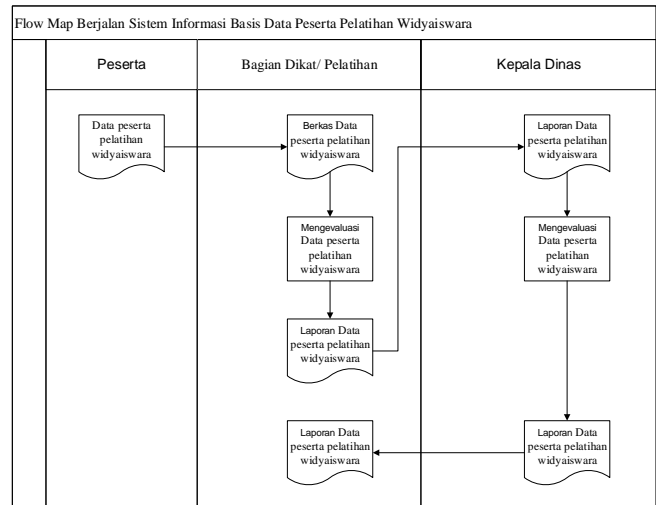 Flow Map Berjalan Sistem Informasi Basis Data Peserta Pelatihan Widyaiswara
Peserta
Bagian Dikat/ Pelatihan
Kepala Dinas
Data peserta
pelatihan
widyaiswara
Berkas Data
peserta pelatihan
widyaiswara
Laporan Data
peserta pelatihan
widyaiswara
Mengevaluasi
Data peserta
pelatihan
widyaiswara
Mengevaluasi
Data peserta
pelatihan
widyaiswara
Laporan Data
peserta pelatihan
widyaiswara
Laporan Data
peserta pelatihan
widyaiswara
Laporan Data
peserta pelatihan
widyaiswara